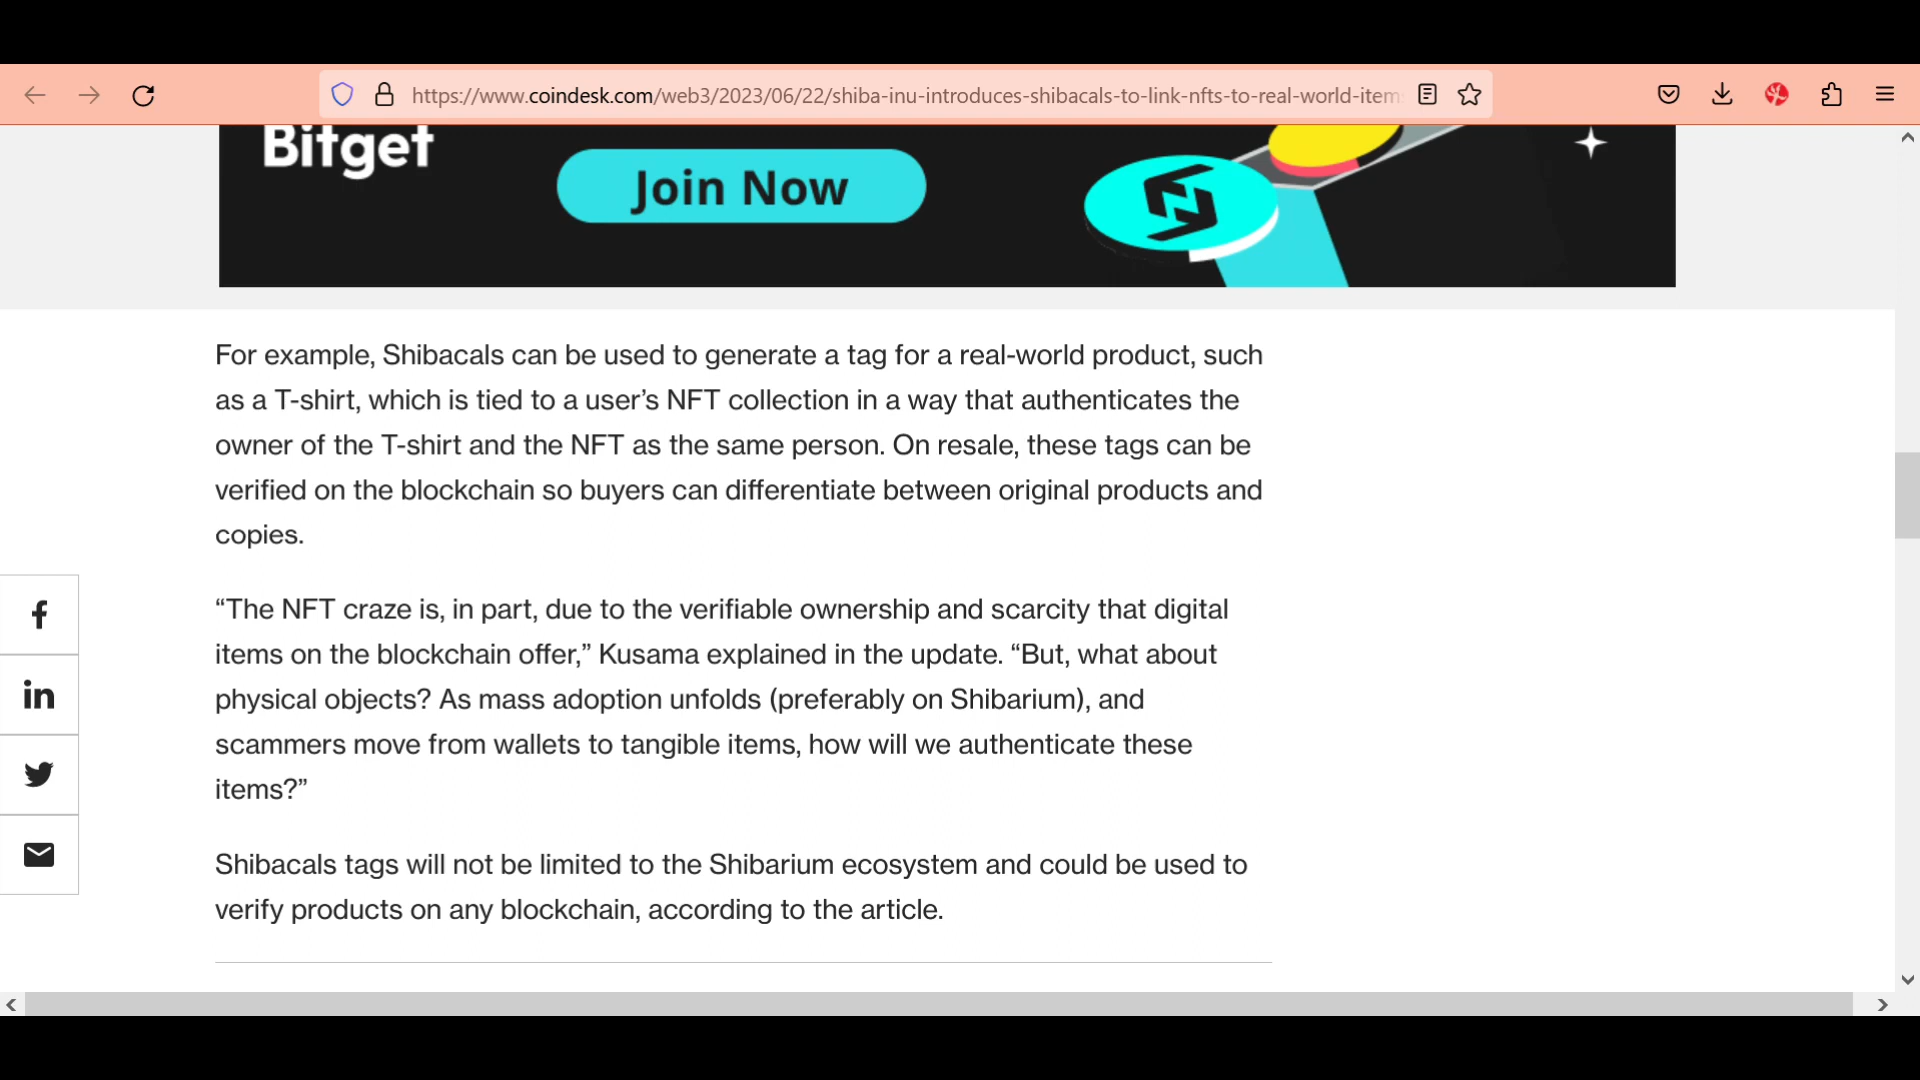 https://www.coindesk.com/web3/2023/06/22/shiba-inu-introduces-shibacals-to-link-nfts-to-real-world-item
Bitget
Join Now
For example, Shibacals can be used to generate a tag for a real-world product, such
as a T-shirt, which is tied to a user’s NFT collection in a way that authenticates the
owner of the T-shirt and the NFT as the same person. On resale, these tags can be
verified on the blockchain so buyers can differentiate between original products and
copies.
“The NFT craze is, in part, due to the verifiable ownership and scarcity that digital
items on the blockchain offer,” Kusama explained in the update. “But, what about
physical objects? As mass adoption unfolds (preferably on Shibarium), and
scammers move from wallets to tangible items, how will we authenticate these
items?”
Shibacals tags will not be limited to the Shibarium ecosystem and could be used to
verify products on any blockchain, according to the article.